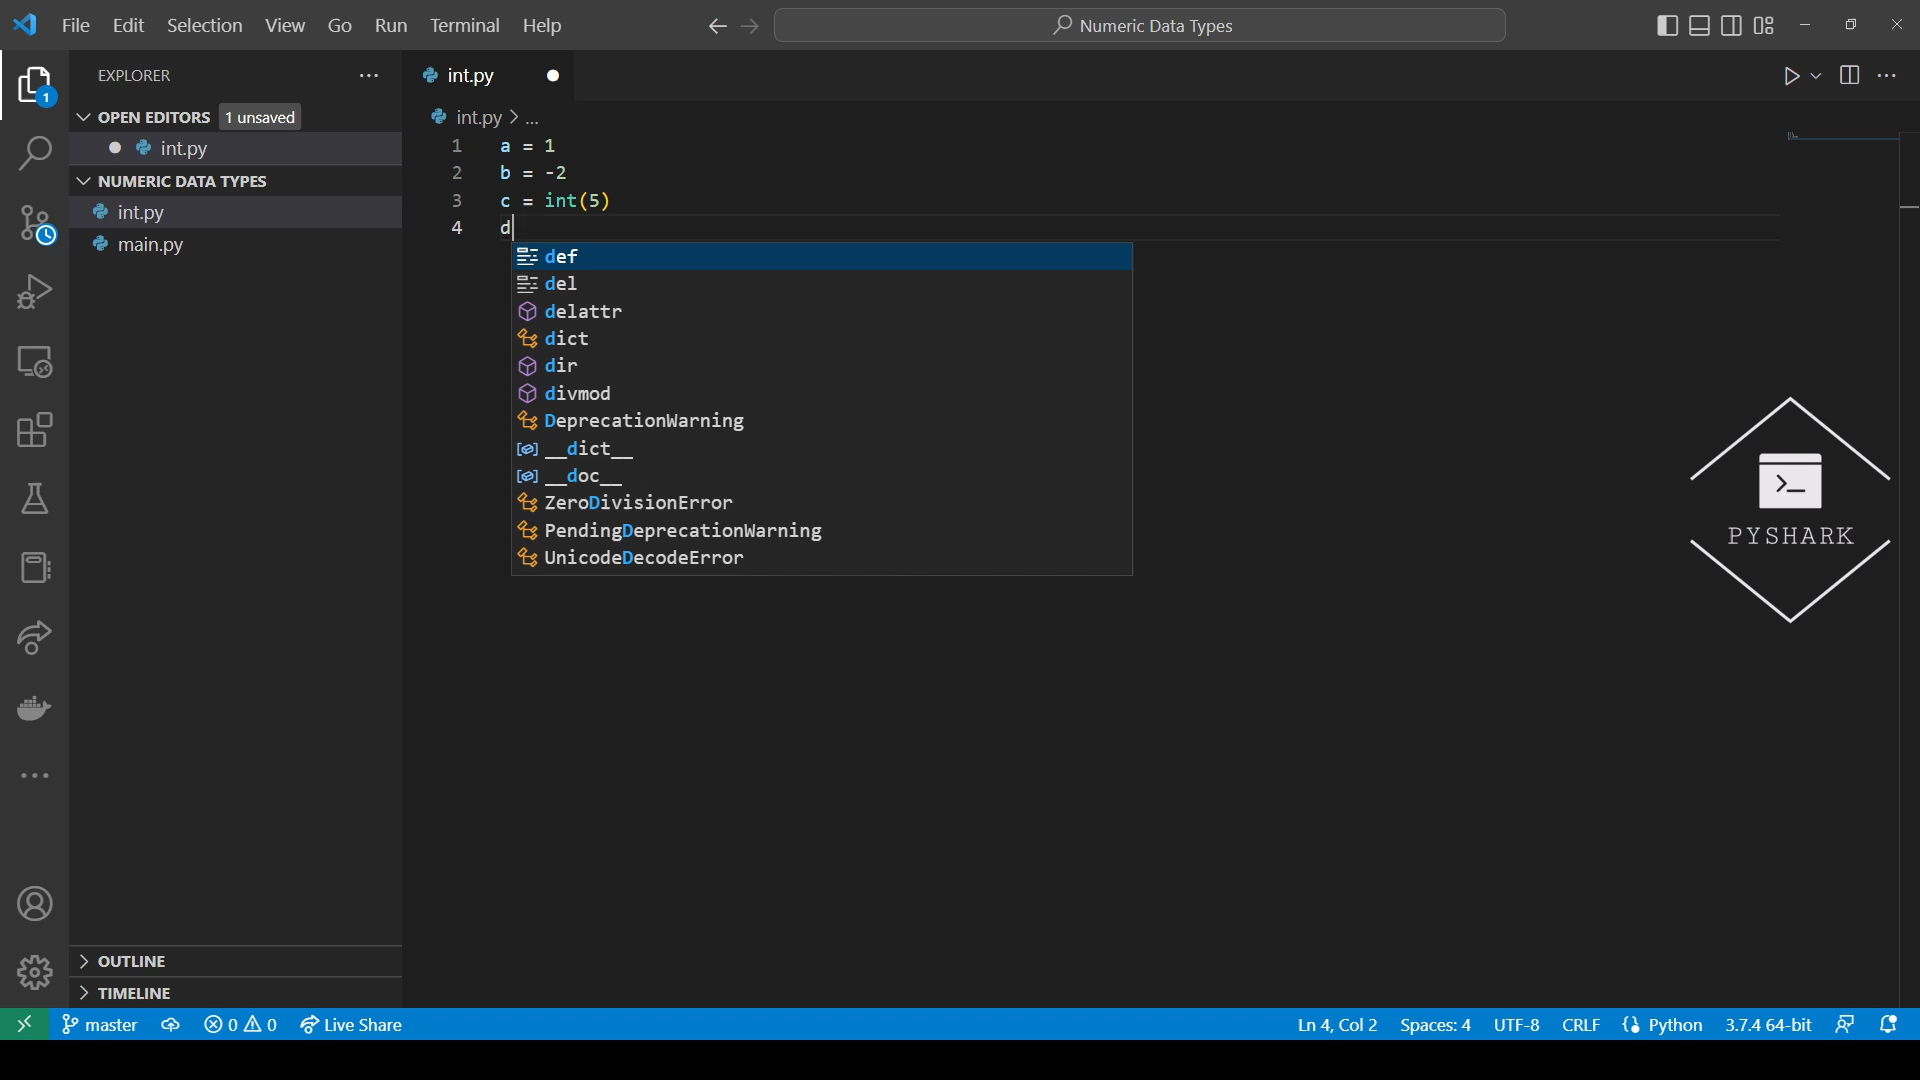 File Edit Selection View Go Run Terminal Help
Numeric Data Types
EXPLORER
1
OPEN EDITORS 1 unsaved
int.py
NUMERIC DATA TYPES
int.py
main.py
OUTLINE
TIMELINE
int.py
int.py > ...
1 a = 1
2 b = -2
3 c = int(5)
4 d
def
del
delattr
dict
dir
divmod
DeprecationWarning
__dict__
__doc__
ZeroDivisionError
PendingDeprecationWarning
UnicodeDecodeError
PYSHARK
master 0 0 Live Share
Ln 4, Col 2 Spaces: 4 UTF-8 CRLF Python 3.7.4 64-bit